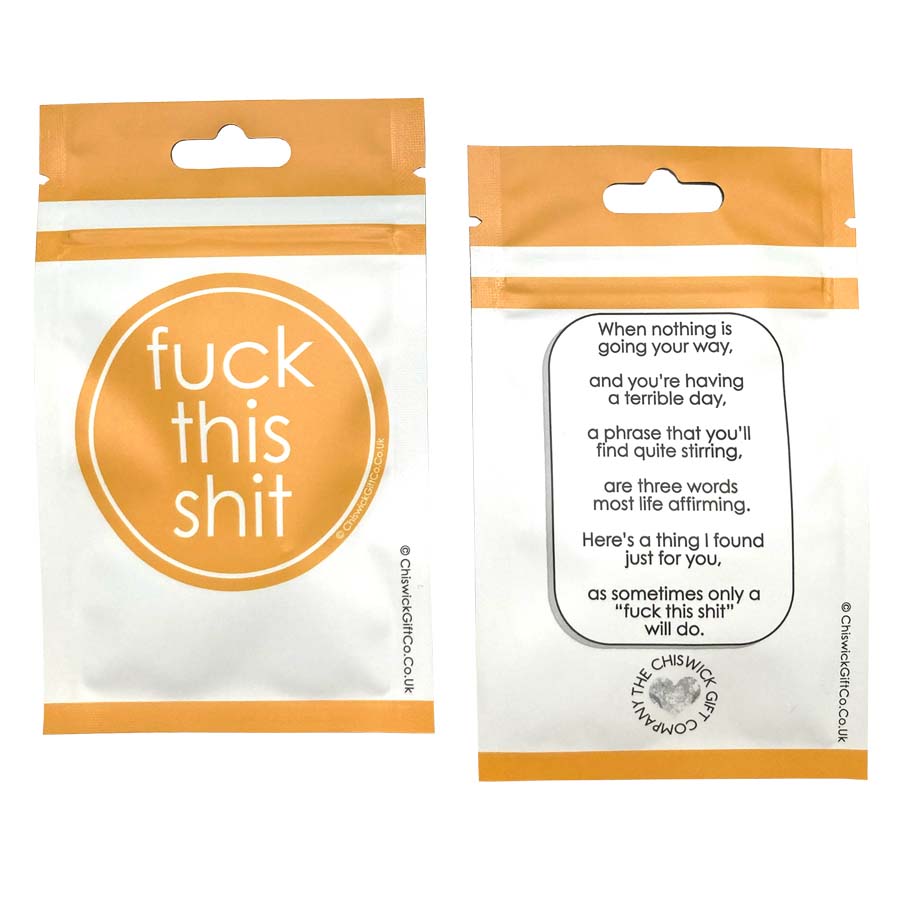 fuck
this
shit
© ChiswickGiftCo.Co.Uk
© ChiswickGiftCo.Co.Uk
When nothing is
going your way,
and you're having
a terrible day,
a phrase that you'll
find quite stirring,
are three words
most life affirming.
Here's a thing I found
just for you,
as sometimes only a
“fuck this shit”
will do.
THE CHISWICK GIFT COMPANY
© ChiswickGiftCo.Co.Uk